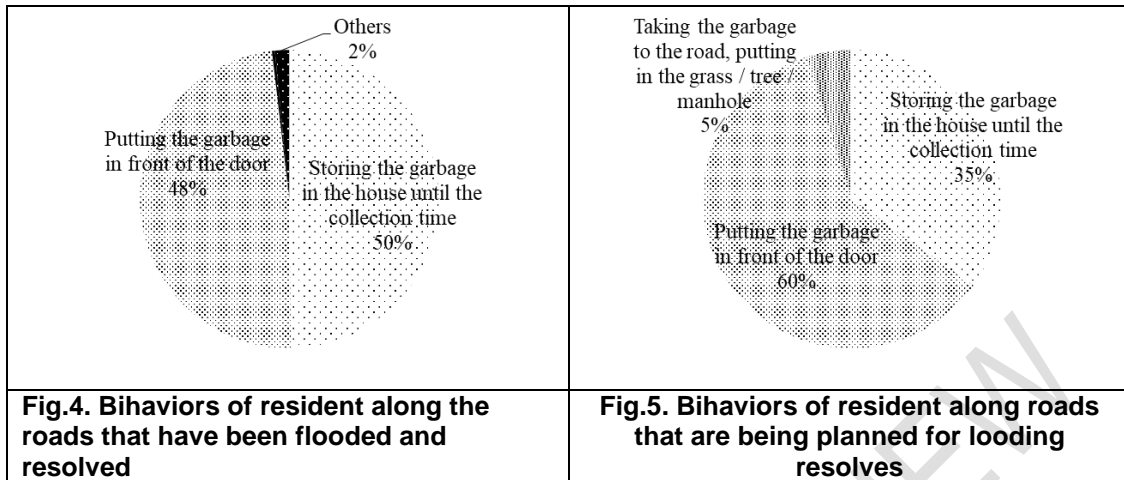 Others
2%
Putting the garbage
in front of the door
48%
Storing the garbage
in the house until the
collection time
50%
Taking the garbage
to the road, putting
in the grass / tree /
manhole
5%
Storing the garbage
in the house until the
collection time
35%
Putting the garbage
in front of the door
60%
Fig.4. Bihaviors of resident along the
roads that have been flooded and
resolved
Fig.5. Bihaviors of resident along roads
that are being planned for looding
resolves